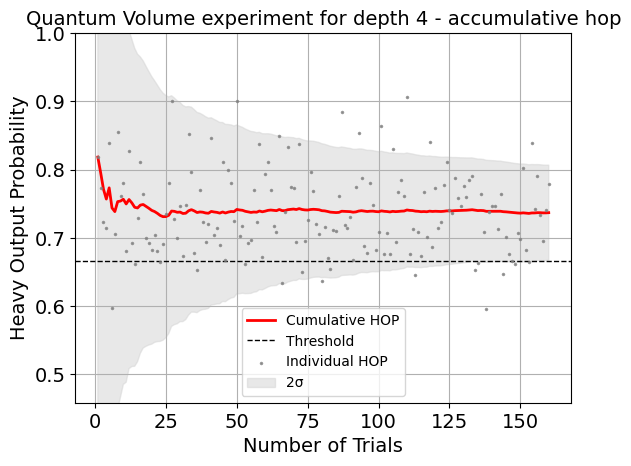 Quantum Volume experiment for depth 4 - accumulative hop
1.0
0.9
0.8
0.7
0.6
0.5
Heavy Output Probability
Cumulative HOP
Threshold
Individual HOP
2σ
0 25 50 75 100 125 150
Number of Trials